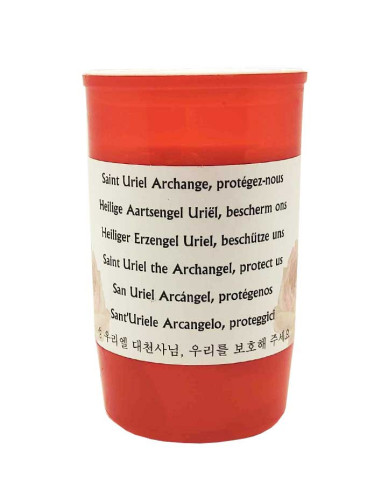 Saint Uriel Archange, protégez-nous
Heilige Aartsengel Uriël, bescherm ons
Heiliger Erzengel Uriel, beschütze uns
Saint Uriel the Archangel, protect us
San Uriel Arcángel, protégenos
Sant'Uriele Arcangelo, proteggici
성 우리엘 대천사님, 우리를 보호해 주세요